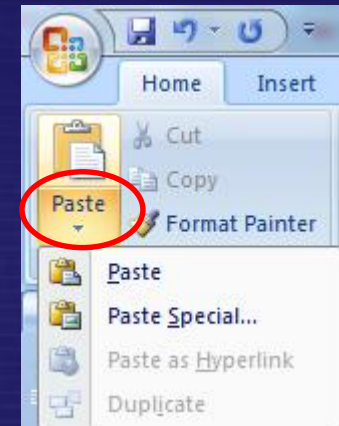 Home Insert
Cut
Copy
Paste
Format Painter
Paste
Paste Special...
Paste as Hyperlink
Duplicate